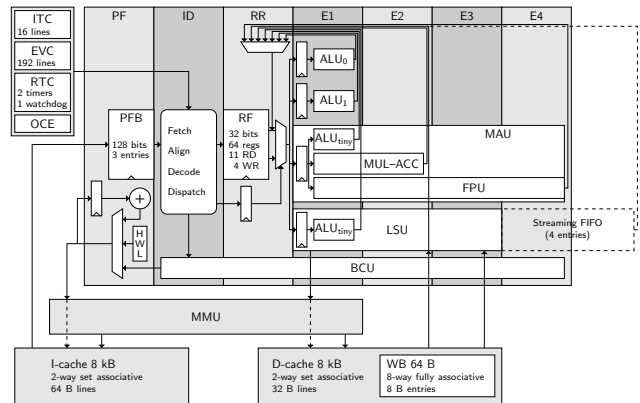 ITC
16 lines
EVC
192 lines
RTC
2 timers
1 watchdog
OCE
PF
ID
RR
E1
E2
E3
E4
PFB
128 bits
3 entries
Fetch
Align
Decode
Dispatch
RF
32 bits
64 regs
11 RD
4 WR
ALU0
ALU1
ALUtiny
MAU
MUL–ACC
FPU
ALUtiny
LSU
Streaming FIFO
(4 entries)
+
H
W
L
BCU
MMU
I-cache 8 kB
2-way set associative
64 B lines
D-cache 8 kB
2-way set associative
32 B lines
WB 64 B
8-way fully associative
8 B entries